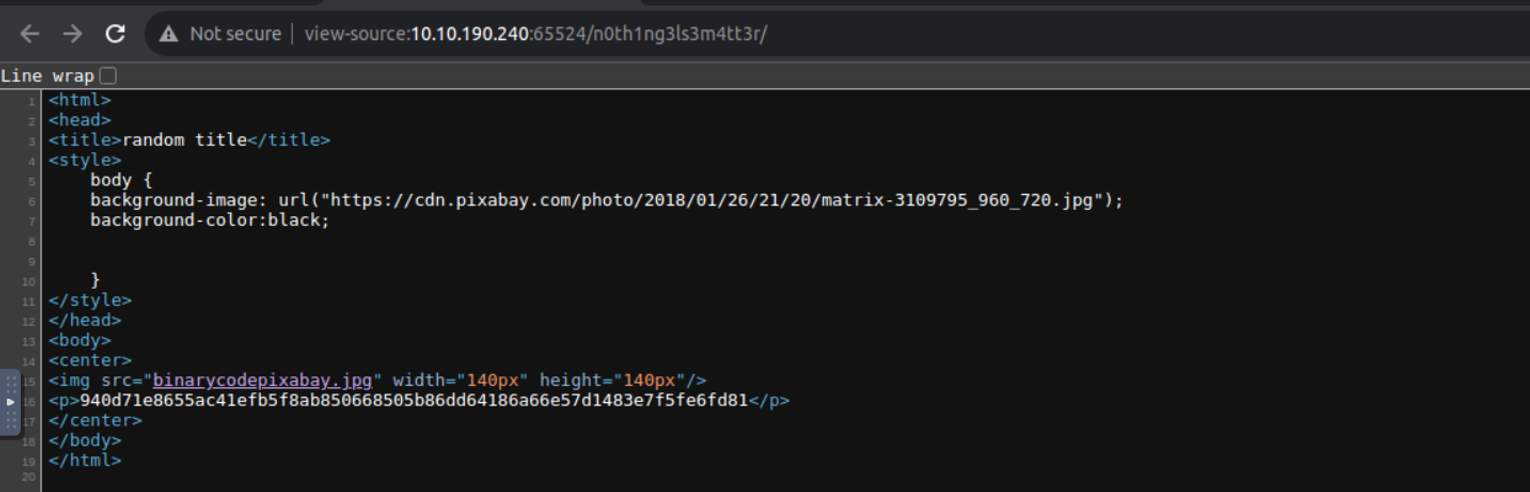 Not secure | view-source:10.10.190.240:65524/n0th1ng3ls3m4tt3r/
Line wrap
1 <html>
2 <head>
3 <title>random title</title>
4 <style>
5 body {
6 background-image: url("https://cdn.pixabay.com/photo/2018/01/26/21/20/matrix-3109795_960_720.jpg");
7 background-color:black;
8
9
10 }
11 </style>
12 </head>
13 <body>
14 <center>
15 <img src="binarycodepixabay.jpg" width="140px" height="140px"/>
16 <p>940d71e8655ac41efb5f8ab850668505b86dd64186a66e57d1483e7f5fe6fd81</p>
17 </center>
18 </body>
19 </html>
20